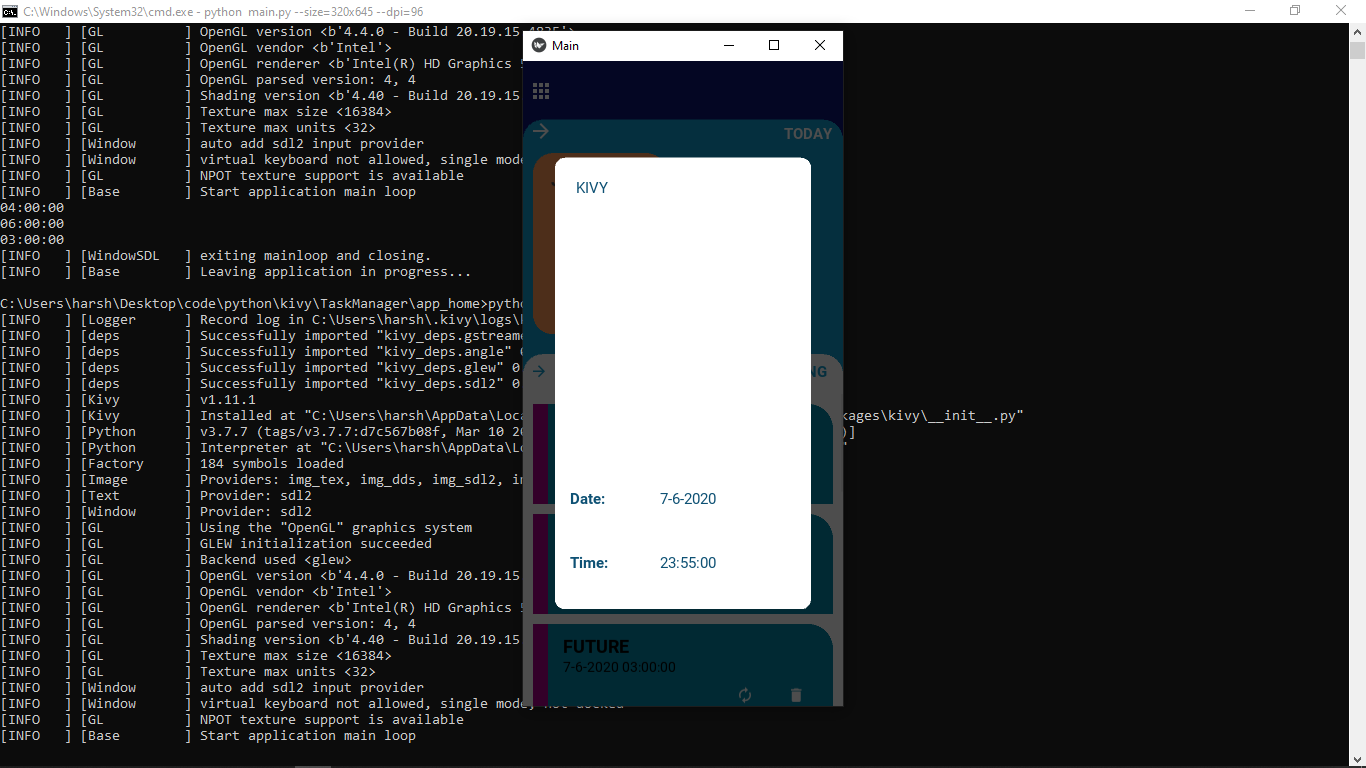 C:\Windows\System32\cmd.exe - python main.py --size=320x645 --dpi=96
[INFO   ] [GL          ] OpenGL version <b'4.4.0 - Build 20.19.15.4835'>
[INFO   ] [GL          ] OpenGL vendor <b'Intel'>
[INFO   ] [GL          ] OpenGL renderer <b'Intel(R) HD Graphics
[INFO   ] [GL          ] OpenGL parsed version: 4, 4
[INFO   ] [GL          ] Shading version <b'4.40 - Build 20.19.15
[INFO   ] [GL          ] Texture max size <16384>
[INFO   ] [GL          ] Texture max units <32>
[INFO   ] [Window      ] auto add sdl2 input provider
[INFO   ] [Window      ] virtual keyboard not allowed, single mode
[INFO   ] [GL          ] NPOT texture support is available
[INFO   ] [Base        ] Start application main loop
04:00:00
06:00:00
03:00:00
[INFO   ] [WindowSDL   ] exiting mainloop and closing.
[INFO   ] [Base        ] Leaving application in progress...
C:\Users\harsh\Desktop\code\python\kivy\TaskManager\app_home>pytho
[INFO   ] [Logger      ] Record log in C:\Users\harsh\.kivy\logs\
[INFO   ] [deps        ] Successfully imported "kivy_deps.gstream
[INFO   ] [deps        ] Successfully imported "kivy_deps.angle" 0
[INFO   ] [deps        ] Successfully imported "kivy_deps.glew" 0
[INFO   ] [deps        ] Successfully imported "kivy_deps.sdl2" 0
[INFO   ] [Kivy        ] v1.11.1
[INFO   ] [Kivy        ] Installed at "C:\Users\harsh\AppData\Loca kages\kivy\__init__.py"
[INFO   ] [Python      ] v3.7.7 (tags/v3.7.7:d7c567b08f, Mar 10 20 )]
[INFO   ] [Python      ] Interpreter at "C:\Users\harsh\AppData\Lo "
[INFO   ] [Factory     ] 184 symbols loaded
[INFO   ] [Image       ] Providers: img_tex, img_dds, img_sdl2, i
[INFO   ] [Text        ] Provider: sdl2
[INFO   ] [Window      ] Provider: sdl2
[INFO   ] [GL          ] Using the "OpenGL" graphics system
[INFO   ] [GL          ] GLEW initialization succeeded
[INFO   ] [GL          ] Backend used <glew>
[INFO   ] [GL          ] OpenGL version <b'4.4.0 - Build 20.19.15
[INFO   ] [GL          ] OpenGL vendor <b'Intel'>
[INFO   ] [GL          ] OpenGL renderer <b'Intel(R) HD Graphics
[INFO   ] [GL          ] OpenGL parsed version: 4, 4
[INFO   ] [GL          ] Shading version <b'4.40 - Build 20.19.15
[INFO   ] [GL          ] Texture max size <16384>
[INFO   ] [GL          ] Texture max units <32>
[INFO   ] [Window      ] auto add sdl2 input provider
[INFO   ] [Window      ] virtual keyboard not allowed, single mode, not docked
[INFO   ] [GL          ] NPOT texture support is available
[INFO   ] [Base        ] Start application main loop
Main
TODAY
KIVY
NG
Date: 7-6-2020
Time: 23:55:00
FUTURE
7-6-2020 03:00:00